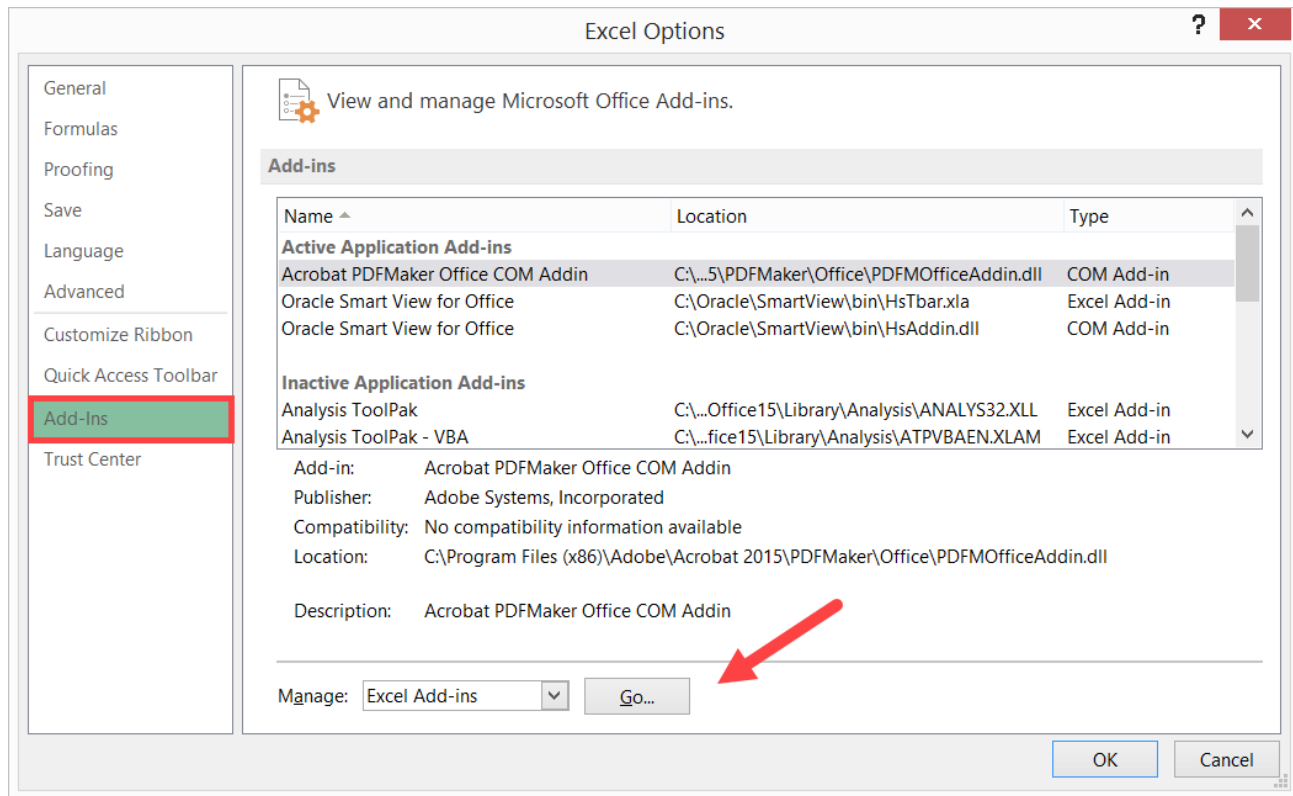 Excel Options
?
General
Formulas
Proofing
Save
Language
Advanced
Customize Ribbon
Quick Access Toolbar
Add-Ins
Trust Center
View and manage Microsoft Office Add-ins.
Add-ins
Name Location Type
Active Application Add-ins
Acrobat PDFMaker Office COM Addin C:\...5\PDFMaker\Office\PDFMOfficeAddin.dll COM Add-in
Oracle Smart View for Office C:\Oracle\SmartView\bin\HsTbar.xla Excel Add-in
Oracle Smart View for Office C:\Oracle\SmartView\bin\HsAddin.dll COM Add-in
Inactive Application Add-ins
Analysis ToolPak C:\...Office15\Library\Analysis\ANALYS32.XLL Excel Add-in
Analysis ToolPak - VBA C:\...fice15\Library\Analysis\ATPVBAEN.XLAM Excel Add-in
Add-in: Acrobat PDFMaker Office COM Addin
Publisher: Adobe Systems, Incorporated
Compatibility: No compatibility information available
Location: C:\Program Files (x86)\Adobe\Acrobat 2015\PDFMaker\Office\PDFMOfficeAddin.dll
Description: Acrobat PDFMaker Office COM Addin
Manage: Excel Add-ins Go...
OK Cancel